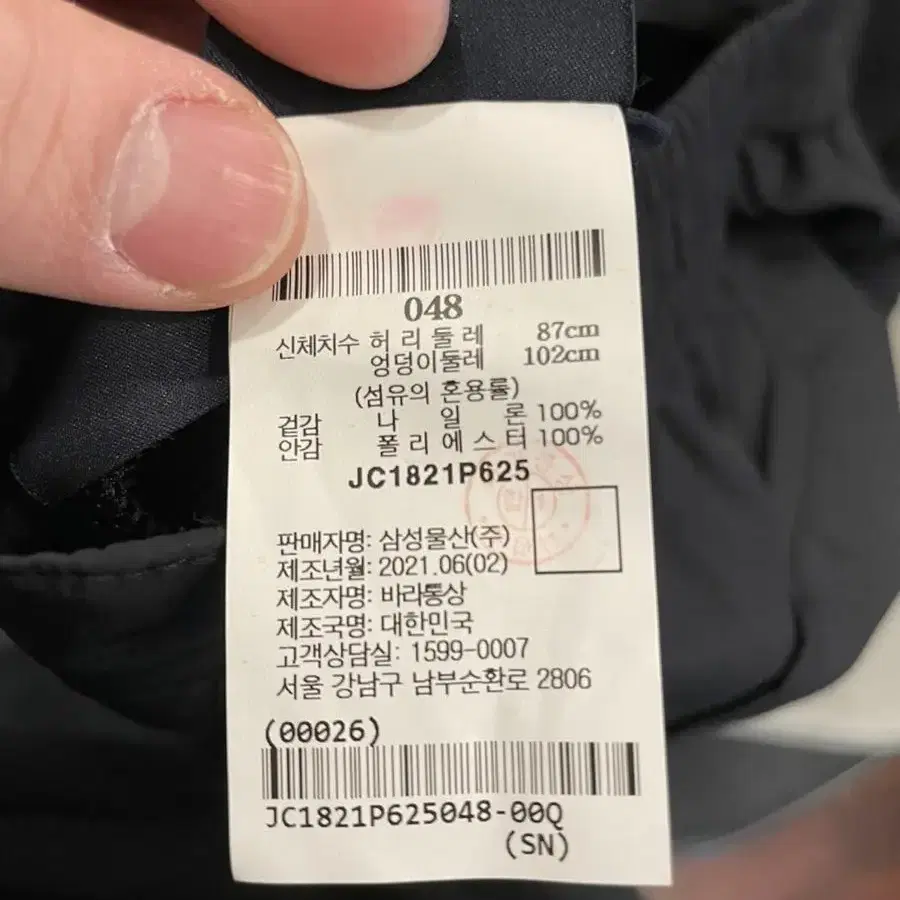 048
신체치수 허리둘레 87cm
엉덩이둘레 102cm
(섬유의 혼용률)
겉감 나일론 100%
안감 폴리에스터 100%
JC1821P625
판매자명: 삼성물산(주)
제조년월: 2021.06(02)
제조자명: 바라통상
제조국명: 대한민국
고객상담실: 1599-0007
서울 강남구 남부순환로 2806
(00026)
JC1821P625048-00Q
(SN)